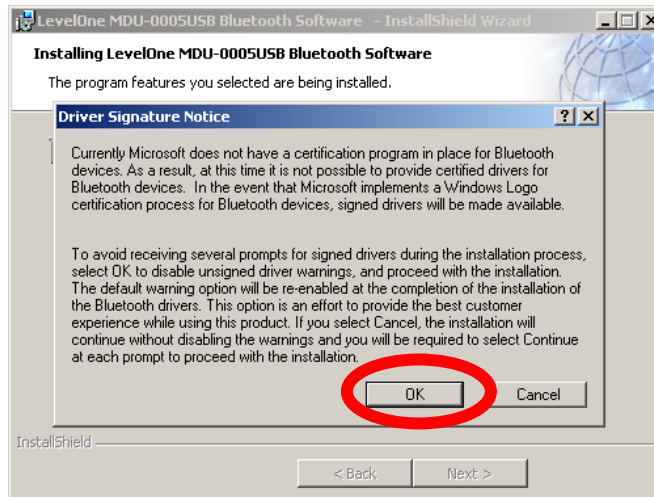 LevelOne MDU-0005USB Bluetooth Software - InstallShield Wizard
Installing LevelOne MDU-0005USB Bluetooth Software
The program features you selected are being installed.
Driver Signature Notice
Currently Microsoft does not have a certification program in place for Bluetooth
devices. As a result, at this time it is not possible to provide certified drivers for
Bluetooth devices. In the event that Microsoft implements a Windows Logo
certification process for Bluetooth devices, signed drivers will be made available.
To avoid receiving several prompts for signed drivers during the installation process,
select OK to disable unsigned driver warnings, and proceed with the installation.
The default warning option will be re-enabled at the completion of the installation of
the Bluetooth drivers. This option is an effort to provide the best customer
experience while using this product. If you select Cancel, the installation will
continue without disabling the warnings and you will be required to select Continue
at each prompt to proceed with the installation.
OK
Cancel
InstallShield
< Back
Next >